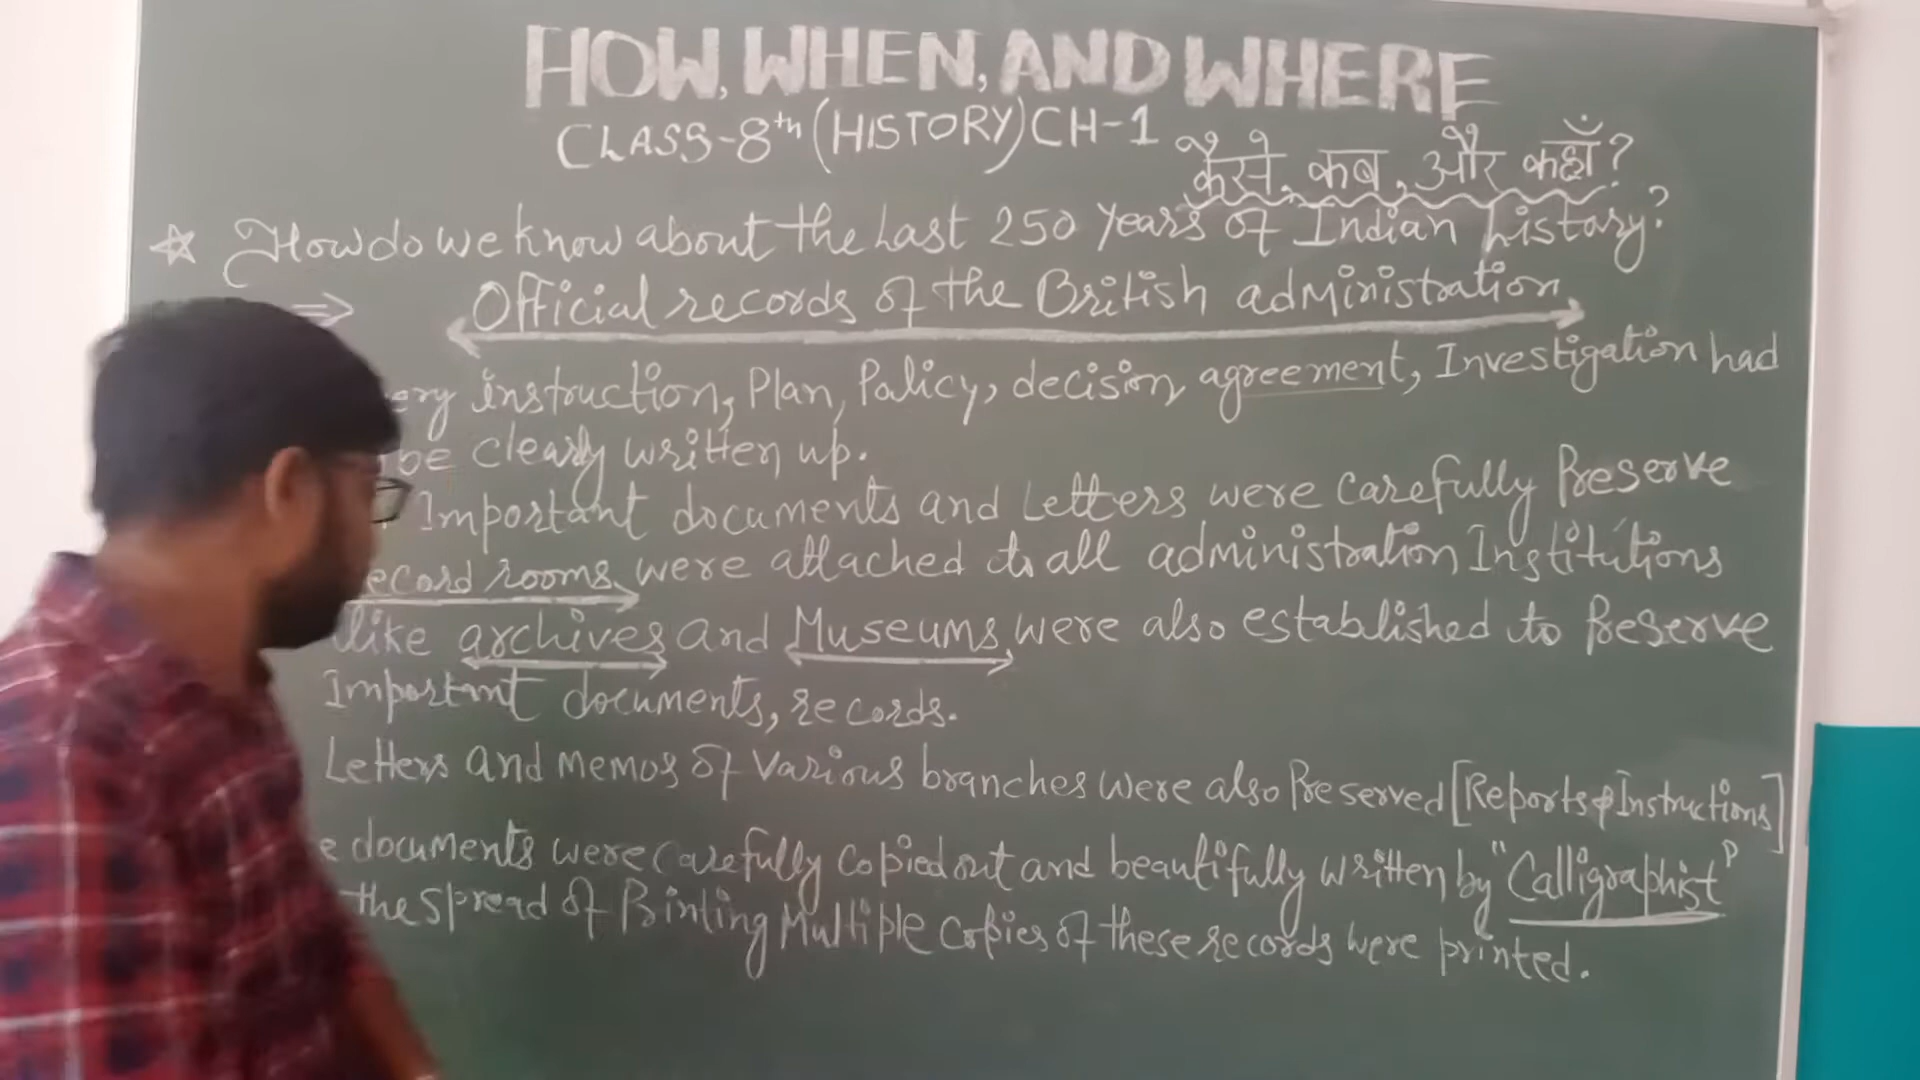 HOW, WHEN, AND WHERE
CLASS-8th (HISTORY) CH-1
कैसे, कब, और कहाँ?
How do we know about the last 250 years of Indian histary?
⇒ Official records of the British administration
instruction, Plan, Policy, decision, agreement, Investigation had
be clearly written up.
Important documents and Letters were carefully Preserve
rooms were attached to all administration Institutions
like archives and Museums were also established to Preserve
Important documents, records.
Letters and memos of various branches were also Preserved [Reports & Instructions]
documents were carefully copied out and beautifully written by "Calligraphist"
the spread of Printing Multiple Copies of these records were printed.